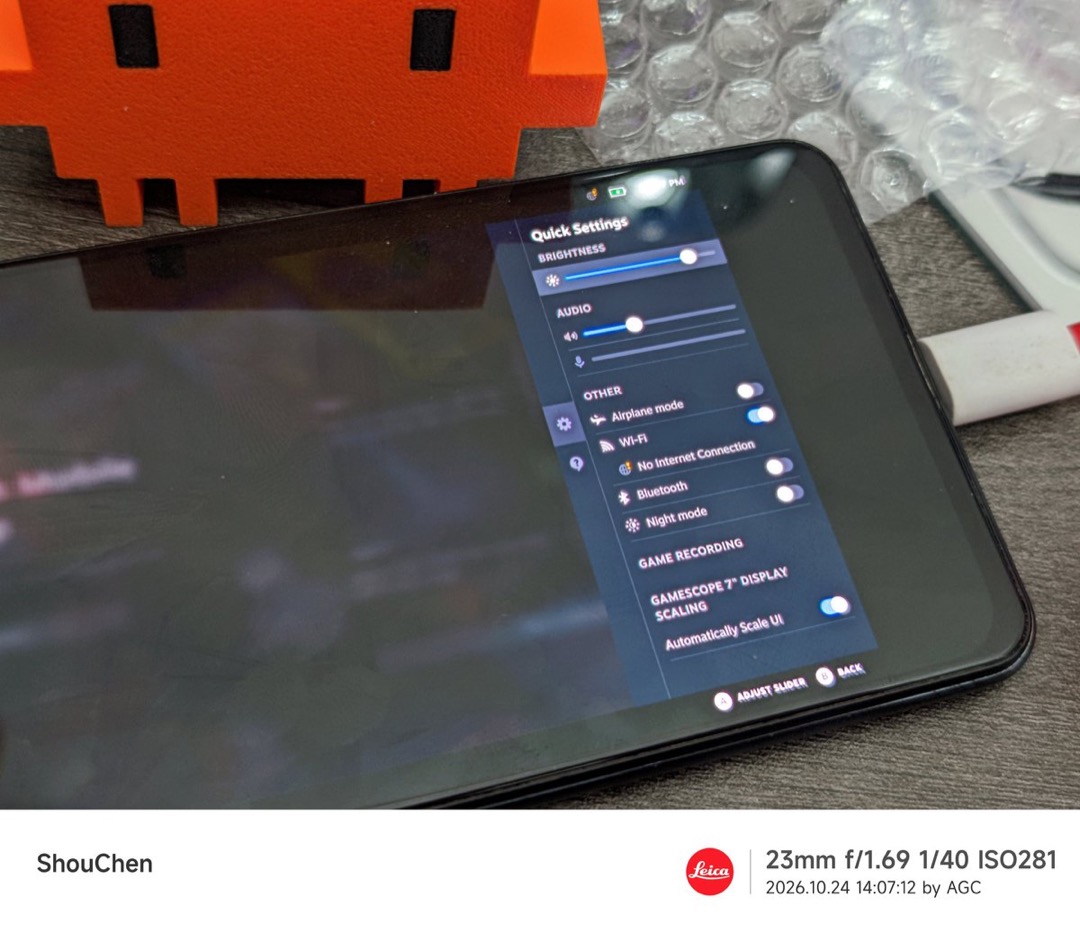 PM
Quick Settings
BRIGHTNESS
AUDIO
OTHER
Airplane mode
Wi-Fi
No Internet Connection
Bluetooth
Night mode
GAME RECORDING
GAMESCOPE 7" DISPLAY
SCALING
Automatically Scale UI
A ADJUST SLIDER B BACK
ShouChen
Leica
23mm f/1.69 1/40 ISO281
2026.10.24 14:07:12 by AGC